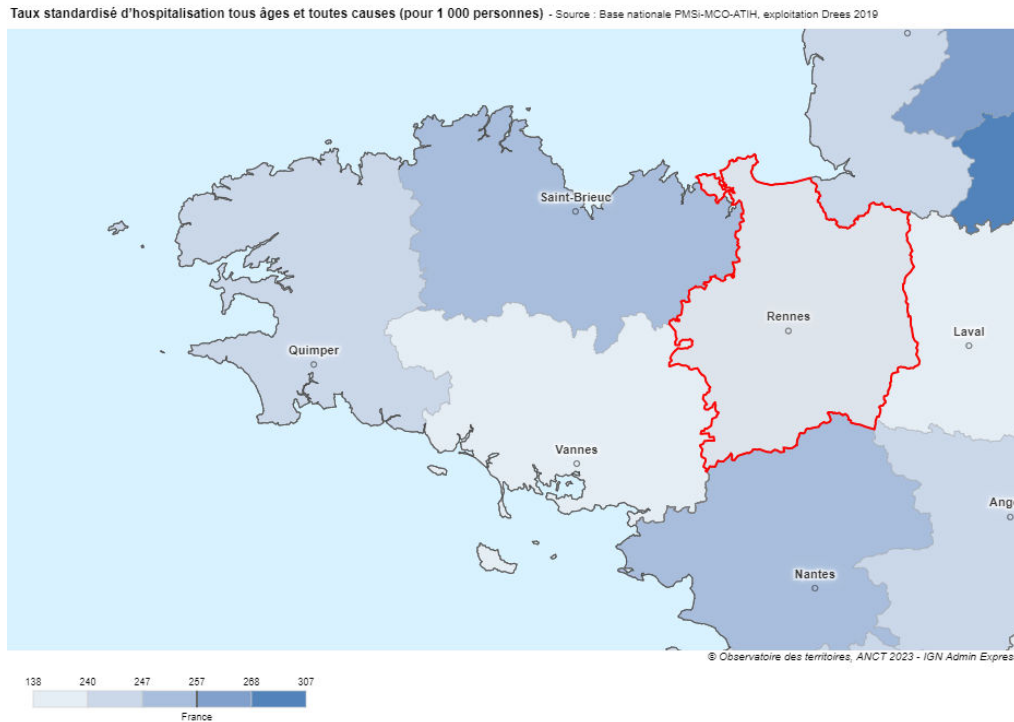 Taux standardisé d'hospitalisation tous âges et toutes causes (pour 1 000 personnes) - Source : Base nationale PMSi-MCO-ATIH, exploitation Drees 2019
Saint-Brieuc
Rennes
Laval
Quimper
Vannes
Ange
Nantes
© Observatoire des territoires, ANCT 2023 - IGN Admin Expres
138 240 247 257 268 307
France